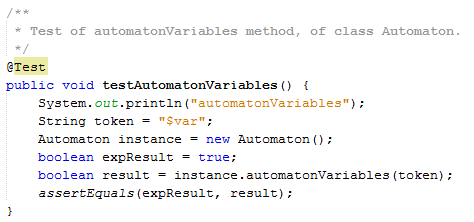 /**
 * Test of automatonVariables method, of class Automaton.
 */
@Test
public void testAutomatonVariables() {
    System.out.println("automatonVariables");
    String token = "$var";
    Automaton instance = new Automaton();
    boolean expResult = true;
    boolean result = instance.automatonVariables(token);
    assertEquals(expResult, result);
}